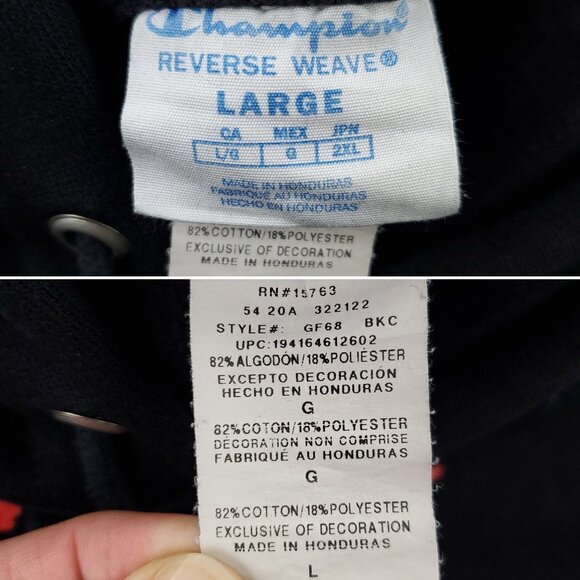 Champion®
REVERSE WEAVE®
LARGE
CA MEX JPN
L/G G 2XL
MADE IN HONDURAS
FABRIQUÉ AU HONDURAS
HECHO EN HONDURAS
82%COTTON/18%POLYESTER
EXCLUSIVE OF DECORATION
MADE IN HONDURAS
RN#15763
54 20A 322122
STYLE#: GF68 BKC
UPC:194164612602
82%ALGODÓN/18%POLIÉSTER
EXCEPTO DECORACIÓN
HECHO EN HONDURAS
G
82%COTON/18%POLYESTER
DÉCORATION NON COMPRISE
FABRIQUÉ AU HONDURAS
G
82%COTTON/18%POLYESTER
EXCLUSIVE OF DECORATION
MADE IN HONDURAS
L